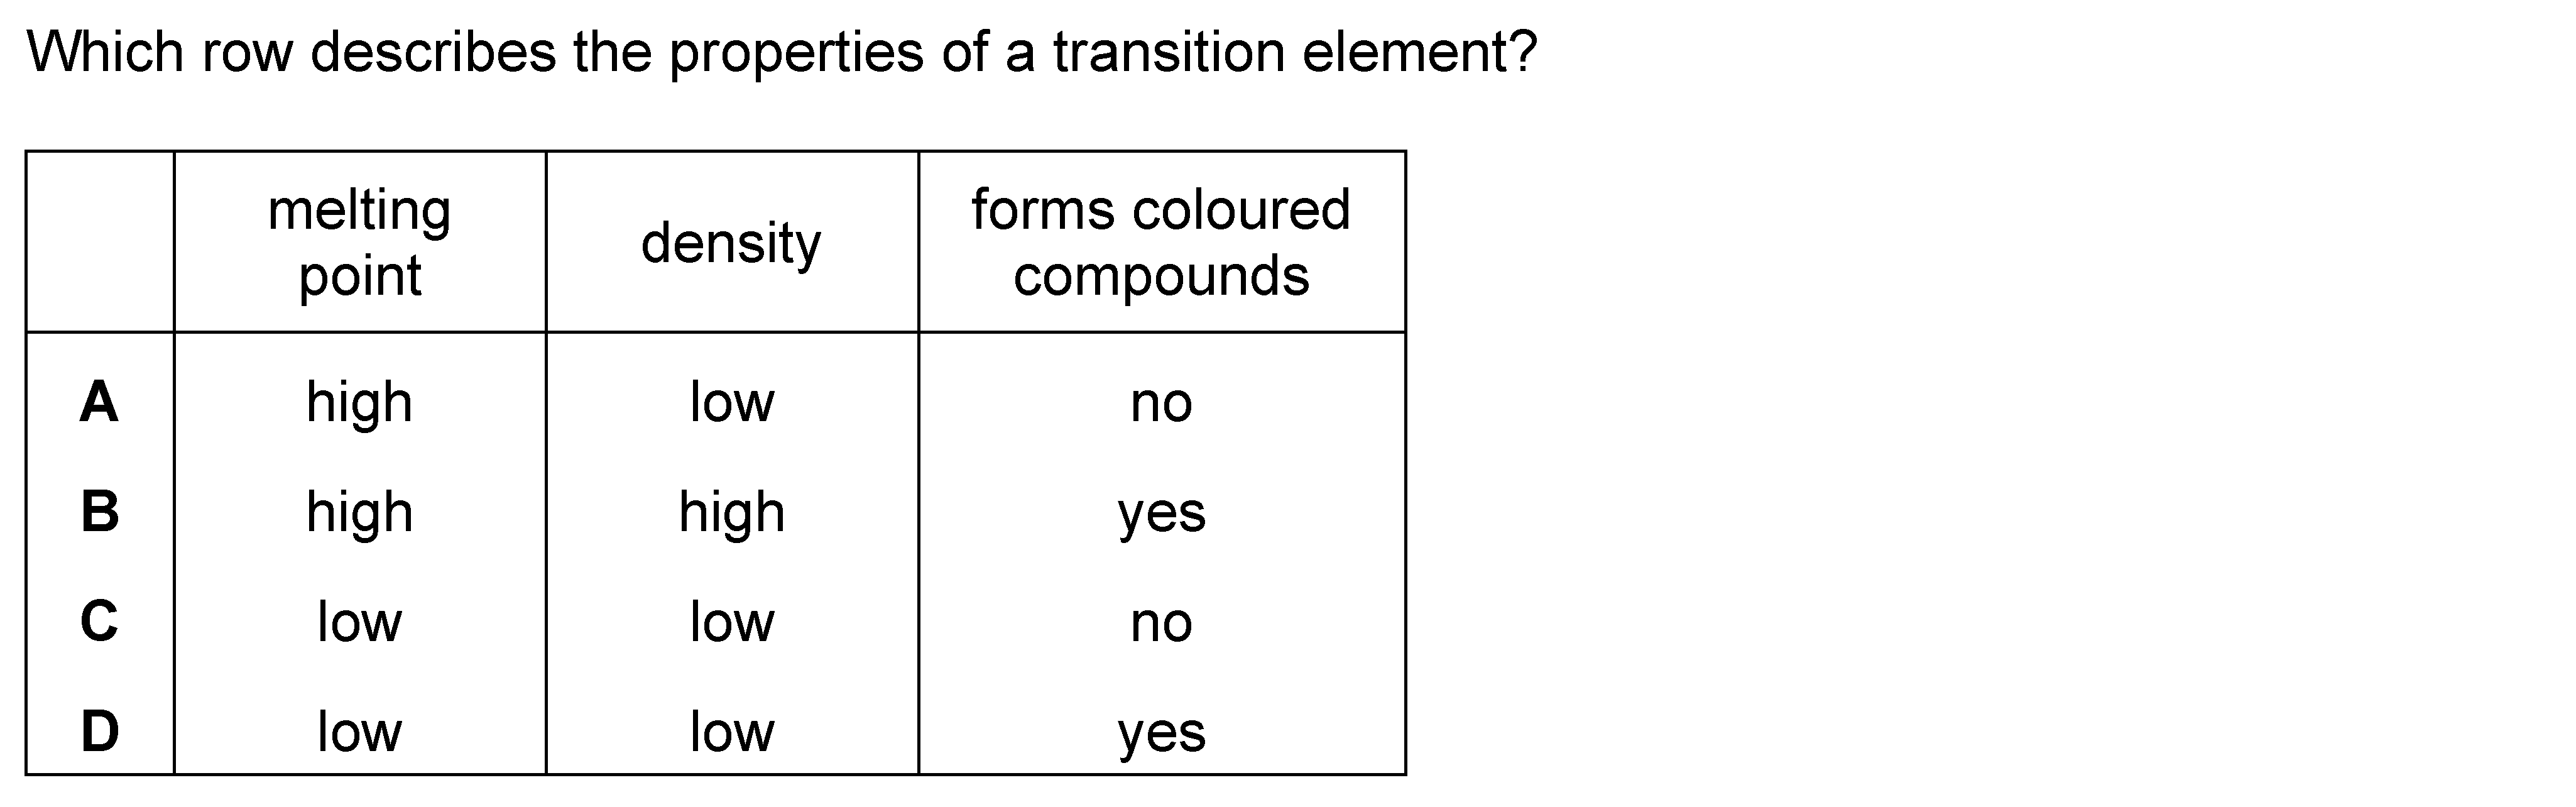 Which row describes the properties of a transition element?
melting point density forms coloured compounds
A high low no
B high high yes
C low low no
D low low yes